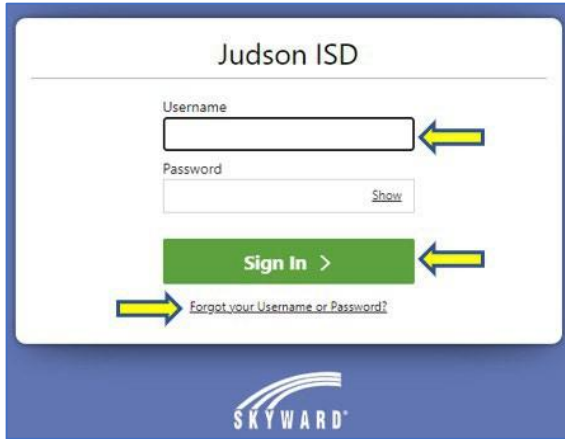 Judson ISD
Username
Password
Show
Sign In >
Forgot your Username or Password?
SKYWARD